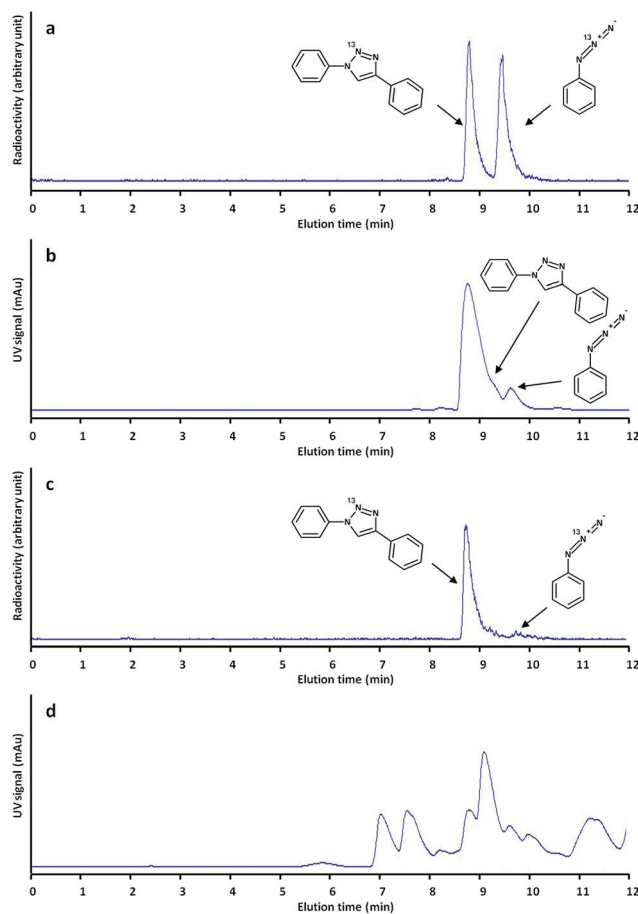 a
Radioactivity (arbitrary unit)
13
N N
N
13 + -
N N N
0 1 2 3 4 5 6 7 8 9 10 11 12
Elution time (min)
b
UV signal (mAu)
N N
N
+ -
N N N
0 1 2 3 4 5 6 7 8 9 10 11 12
Elution time (min)
c
Radioactivity (arbitrary unit)
13
N N
N
13 + -
N N N
0 1 2 3 4 5 6 7 8 9 10 11 12
Elution time (min)
d
UV signal (mAu)
0 1 2 3 4 5 6 7 8 9 10 11 12
Elution time (min)